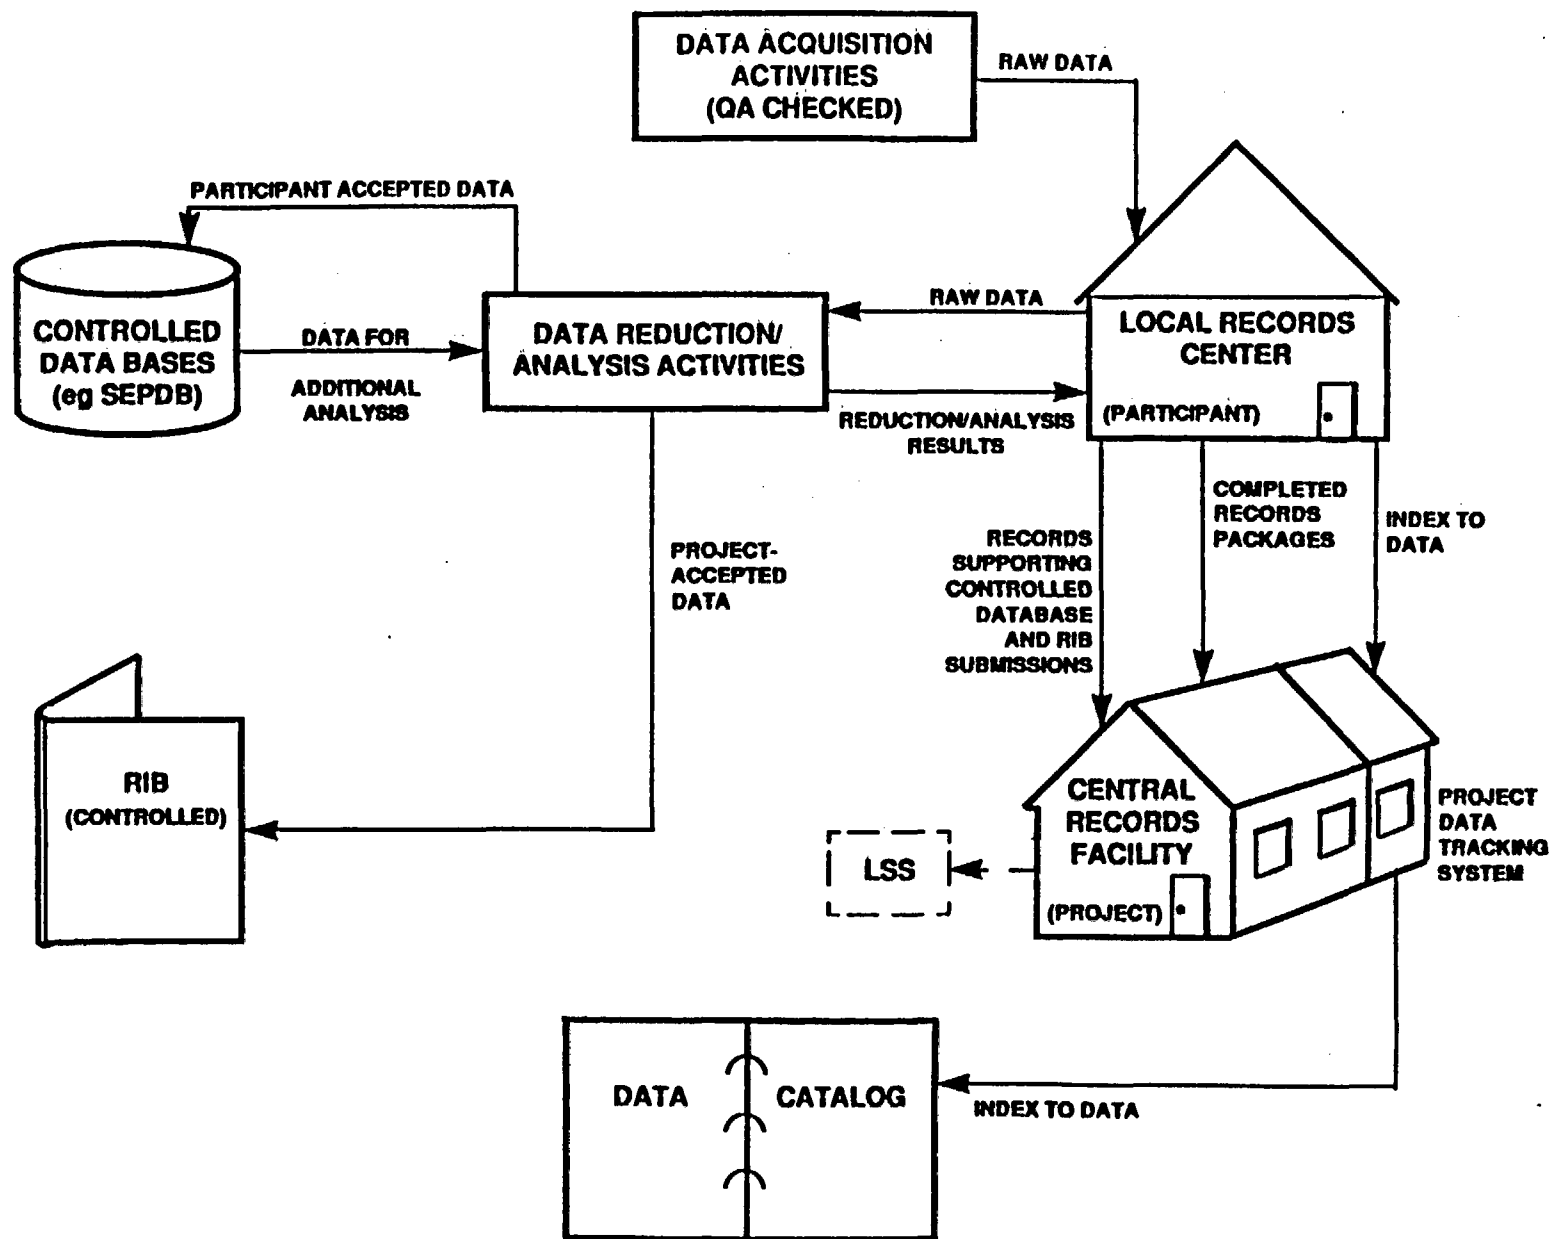 DATA ACQUISITION
ACTIVITIES
(QA CHECKED)
RAW DATA
PARTICIPANT ACCEPTED DATA
CONTROLLED
DATA BASES
(eg SEPDB)
DATA FOR
ADDITIONAL
ANALYSIS
DATA REDUCTION/
ANALYSIS ACTIVITIES
RAW DATA
REDUCTION/ANALYSIS
RESULTS
LOCAL RECORDS
CENTER
(PARTICIPANT)
PROJECT-
ACCEPTED
DATA
RECORDS
SUPPORTING
CONTROLLED
DATABASE
AND RIB
SUBMISSIONS
COMPLETED
RECORDS
PACKAGES
INDEX TO
DATA
RIB
(CONTROLLED)
LSS
CENTRAL
RECORDS
FACILITY
(PROJECT)
PROJECT
DATA
TRACKING
SYSTEM
DATA CATALOG
INDEX TO DATA